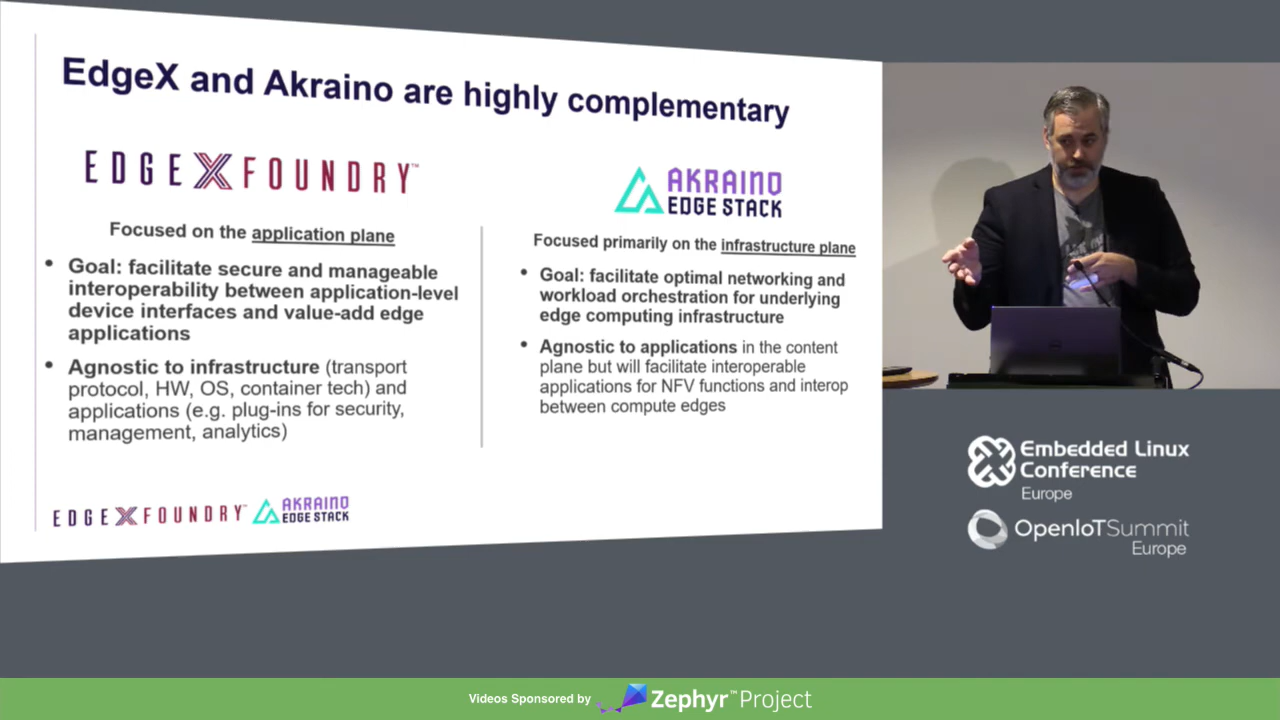 EdgeX and Akraino are highly complementary
EDGE X FOUNDRY™
Focused on the application plane
• Goal: facilitate secure and manageable
interoperability between application-level
device interfaces and value-add edge
applications
• Agnostic to infrastructure (transport
protocol, HW, OS, container tech) and
applications (e.g. plug-ins for security,
management, analytics)
AKRAINO
EDGE STACK
Focused primarily on the infrastructure plane
• Goal: facilitate optimal networking and
workload orchestration for underlying
edge computing infrastructure
• Agnostic to applications in the content
plane but will facilitate interoperable
applications for NFV functions and interop
between compute edges
EDGE X FOUNDRY™
AKRAINO
EDGE STACK
Embedded Linux
Conference
Europe
OpenIoTSummit
Europe
Videos Sponsored by Zephyr™Project